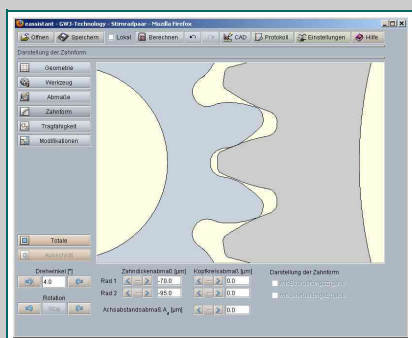 eassistant - GWJ-Technology - Stirnradpaar - Mozilla Firefox
Öffnen Speichern Lokal Berechnen CAD Protokoll Einstellungen Hilfe
Darstellung der Zahnform
Geometrie
Werkzeug
Abmaße
Zahnform
Tragfähigkeit
Modifikationen
Totale
Ausschnitt
Drehwinkel [°]
4.0
Rotation
Stop
Zahndickenabmaß [µm] Kopfkreisabmaß [µm] Darstellung der Zahnform
Rad 1 -70.0 0.0
Rad 2 -95.0 0.0
Achsabstandsabmaß Aa [µm] 0.0